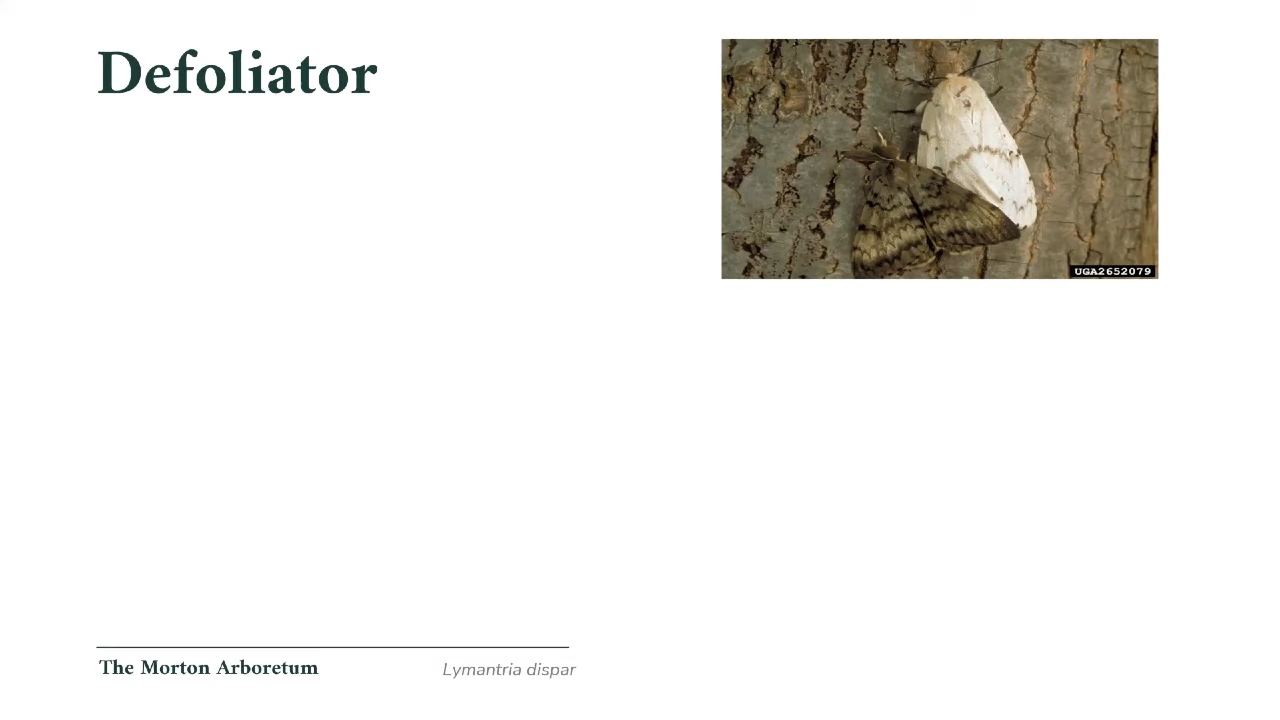 Defoliator
UGA2652079
The Morton Arboretum
Lymantria dispar